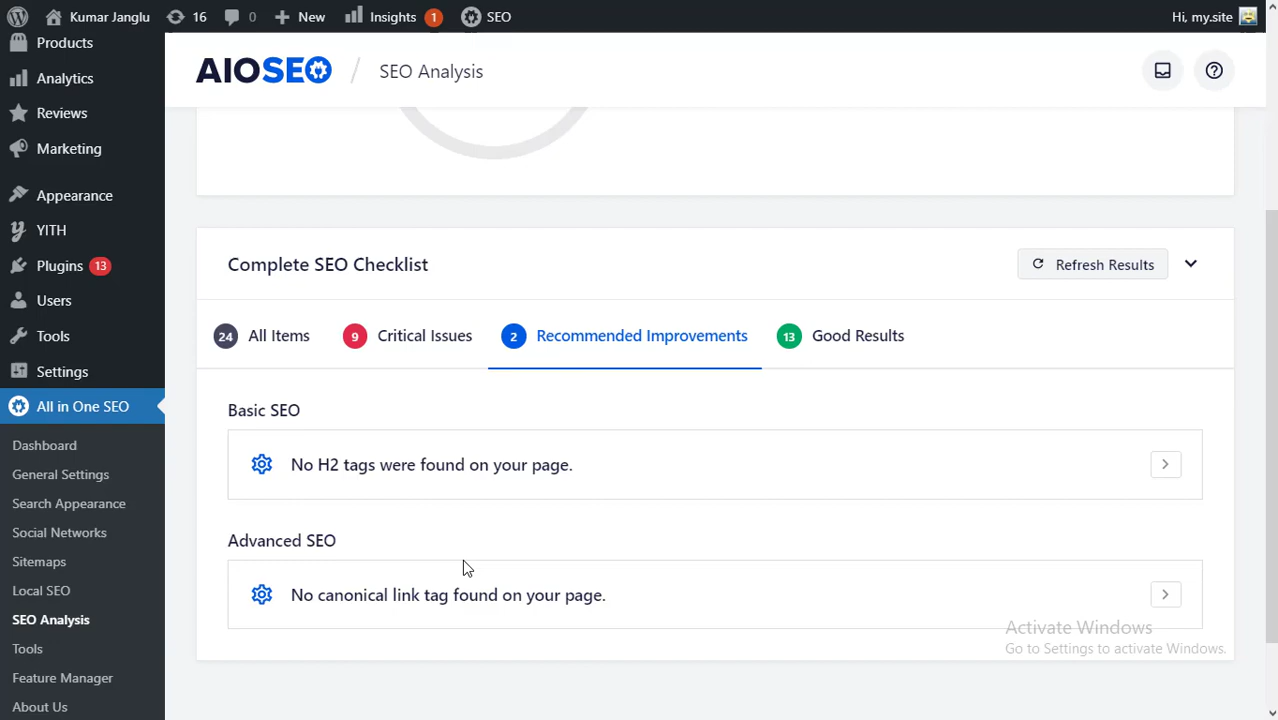 Kumar Janglu 16 0 New Insights 1 SEO Hi, my.site
Products
Analytics
Reviews
Marketing
Appearance
YITH
Plugins 13
Users
Tools
Settings
All in One SEO
Dashboard
General Settings
Search Appearance
Social Networks
Sitemaps
Local SEO
SEO Analysis
Tools
Feature Manager
About Us
AIOSEO / SEO Analysis
Complete SEO Checklist
Refresh Results
24 All Items 9 Critical Issues 2 Recommended Improvements 13 Good Results
Basic SEO
No H2 tags were found on your page.
Advanced SEO
No canonical link tag found on your page.
Activate Windows
Go to Settings to activate Windows.